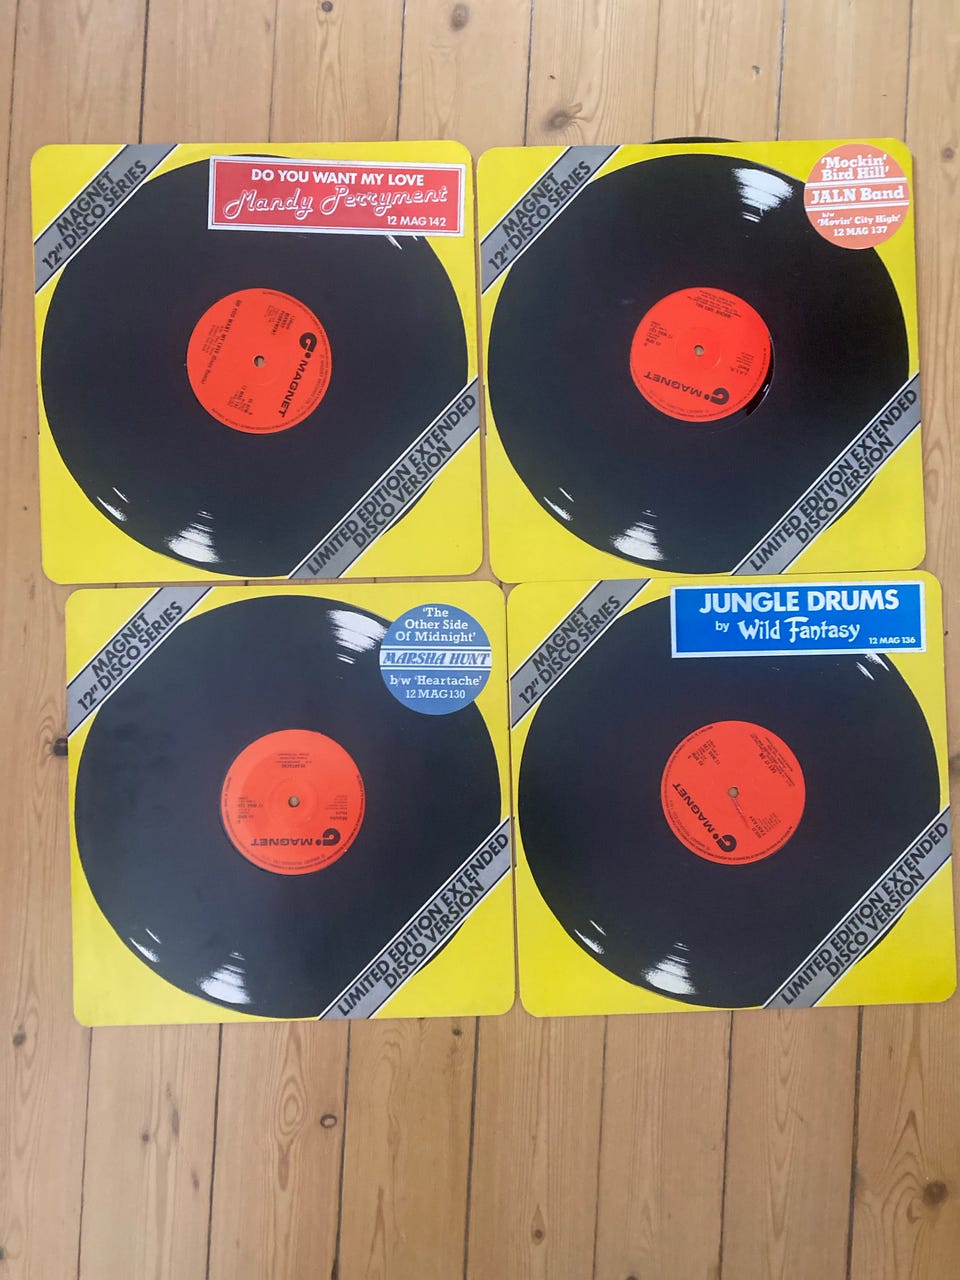 MAGNET
12" DISCO SERIES
DO YOU WANT MY LOVE
Mandy Perryment
12 MAG 142
MAGNET
LIMITED EDITION EXTENDED
DISCO VERSION
MAGNET
12" DISCO SERIES
'Mockin'
Bird Hill'
JALN Band
b/w
'Movin' City High'
12 MAG 137
MAGNET
LIMITED EDITION EXTENDED
DISCO VERSION
MAGNET
12" DISCO SERIES
'The
Other Side
Of Midnight'
MARSHA HUNT
b/w 'Heartache'
12 MAG 130
HEARTACHE
MAGNET
LIMITED EDITION EXTENDED
DISCO VERSION
MAGNET
12" DISCO SERIES
JUNGLE DRUMS
by Wild Fantasy
12 MAG 136
MAGNET
LIMITED EDITION EXTENDED
DISCO VERSION